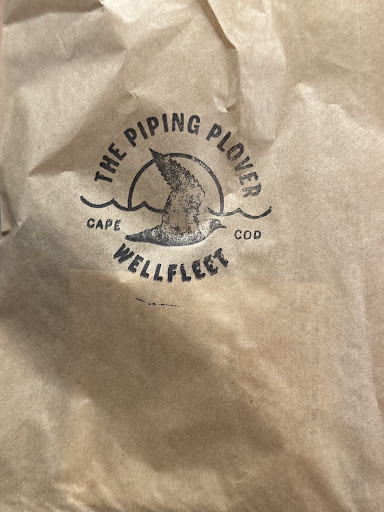 THE PIPING PLOVER
CAPE COD
WELLFLEET